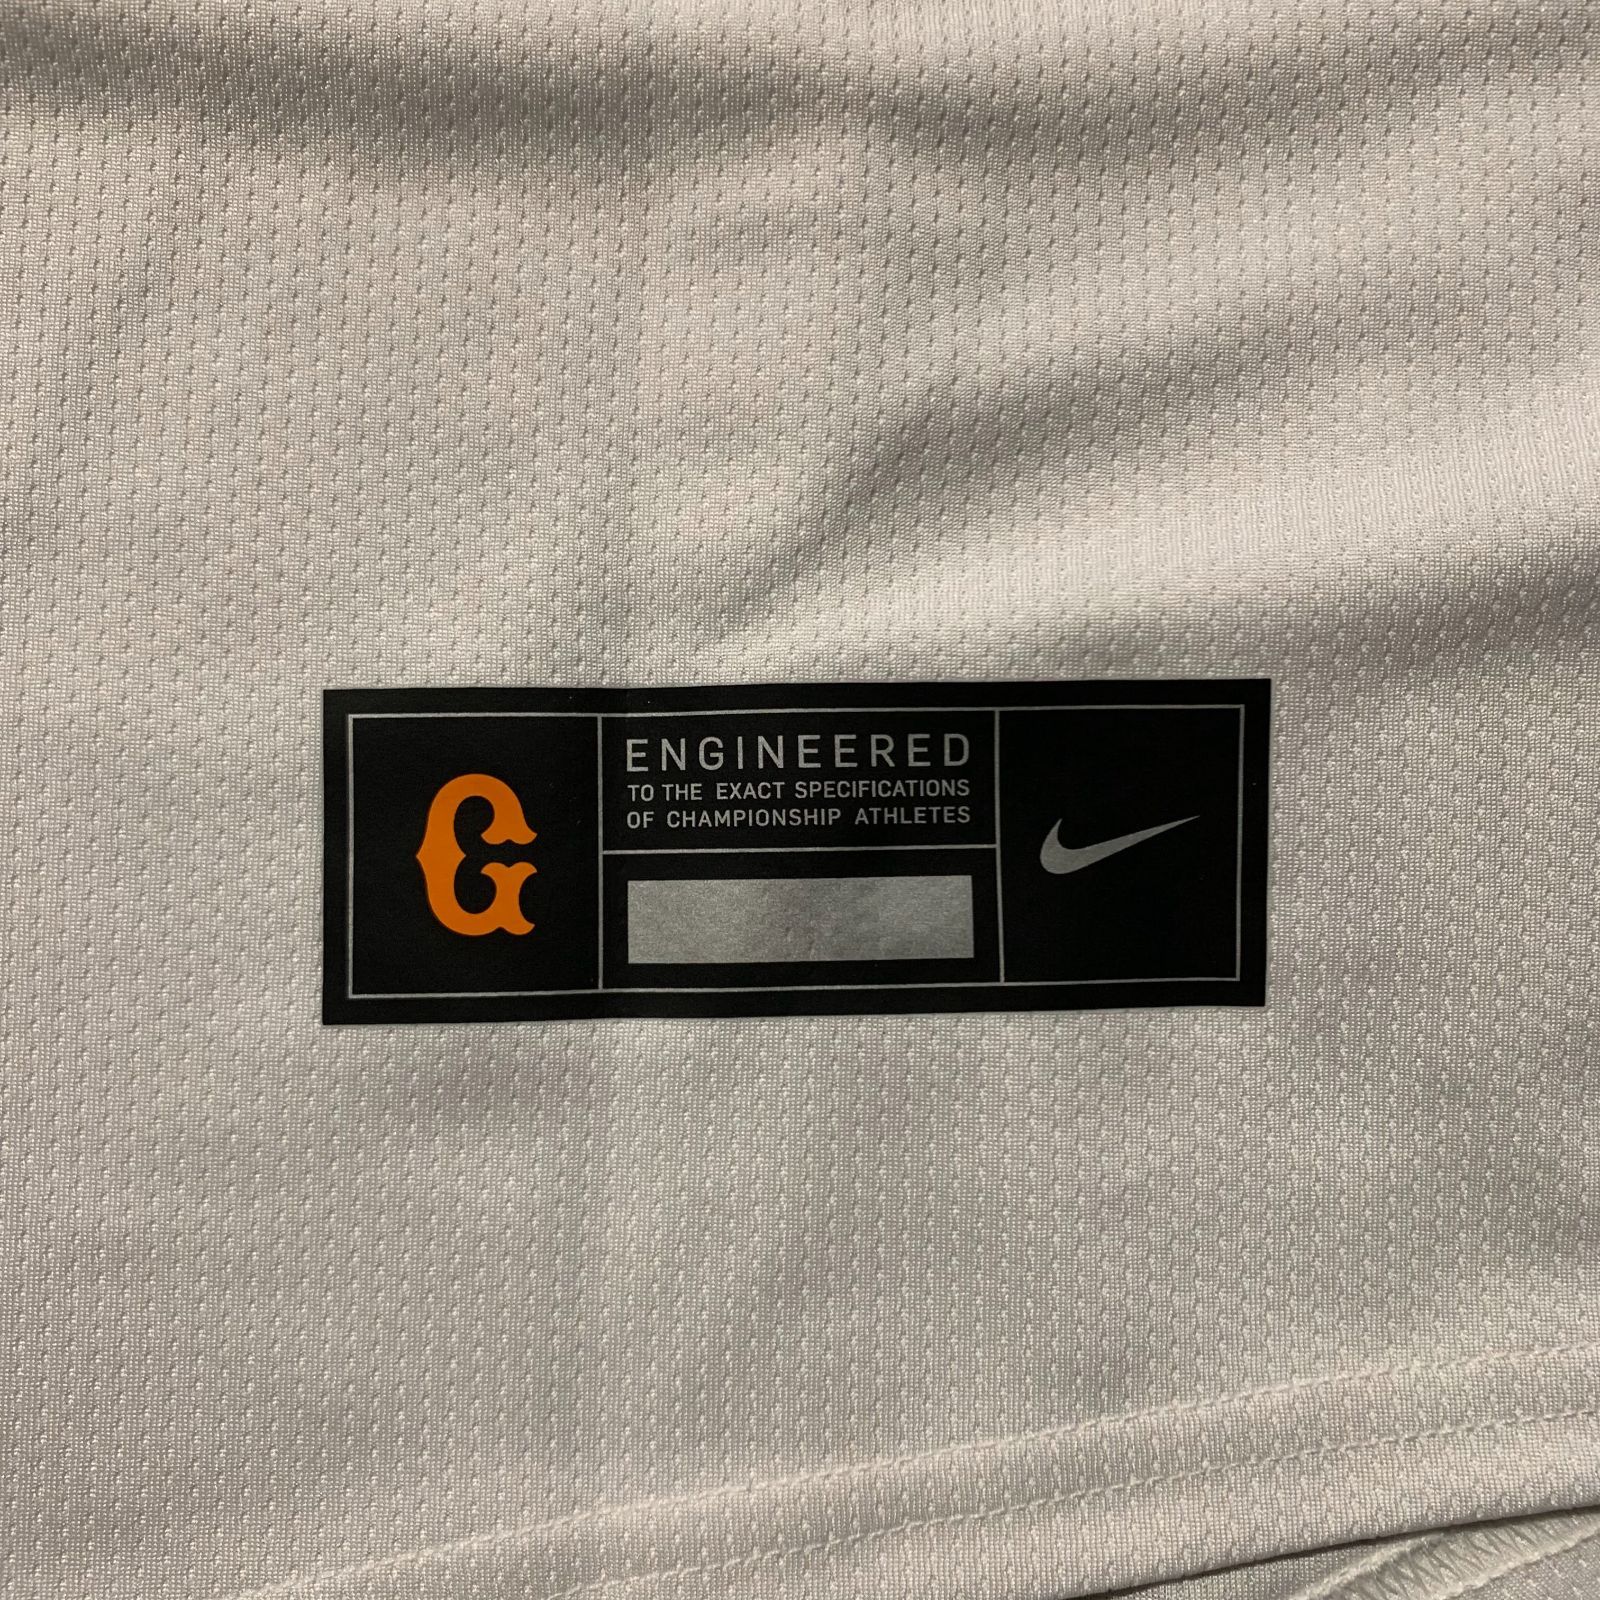 G
ENGINEERED
TO THE EXACT SPECIFICATIONS
OF CHAMPIONSHIP ATHLETES